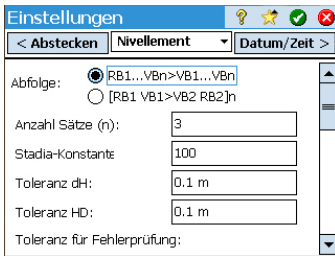 Einstellungen
< Abstecken Nivellement Datum/Zeit >
Abfolge: RB1...VBn>VB1...VBn
[RB1 VB1>VB2 RB2]n
Anzahl Sätze (n): 3
Stadia-Konstante 100
Toleranz dH: 0.1 m
Toleranz HD: 0.1 m
Toleranz für Fehlerprüfung: